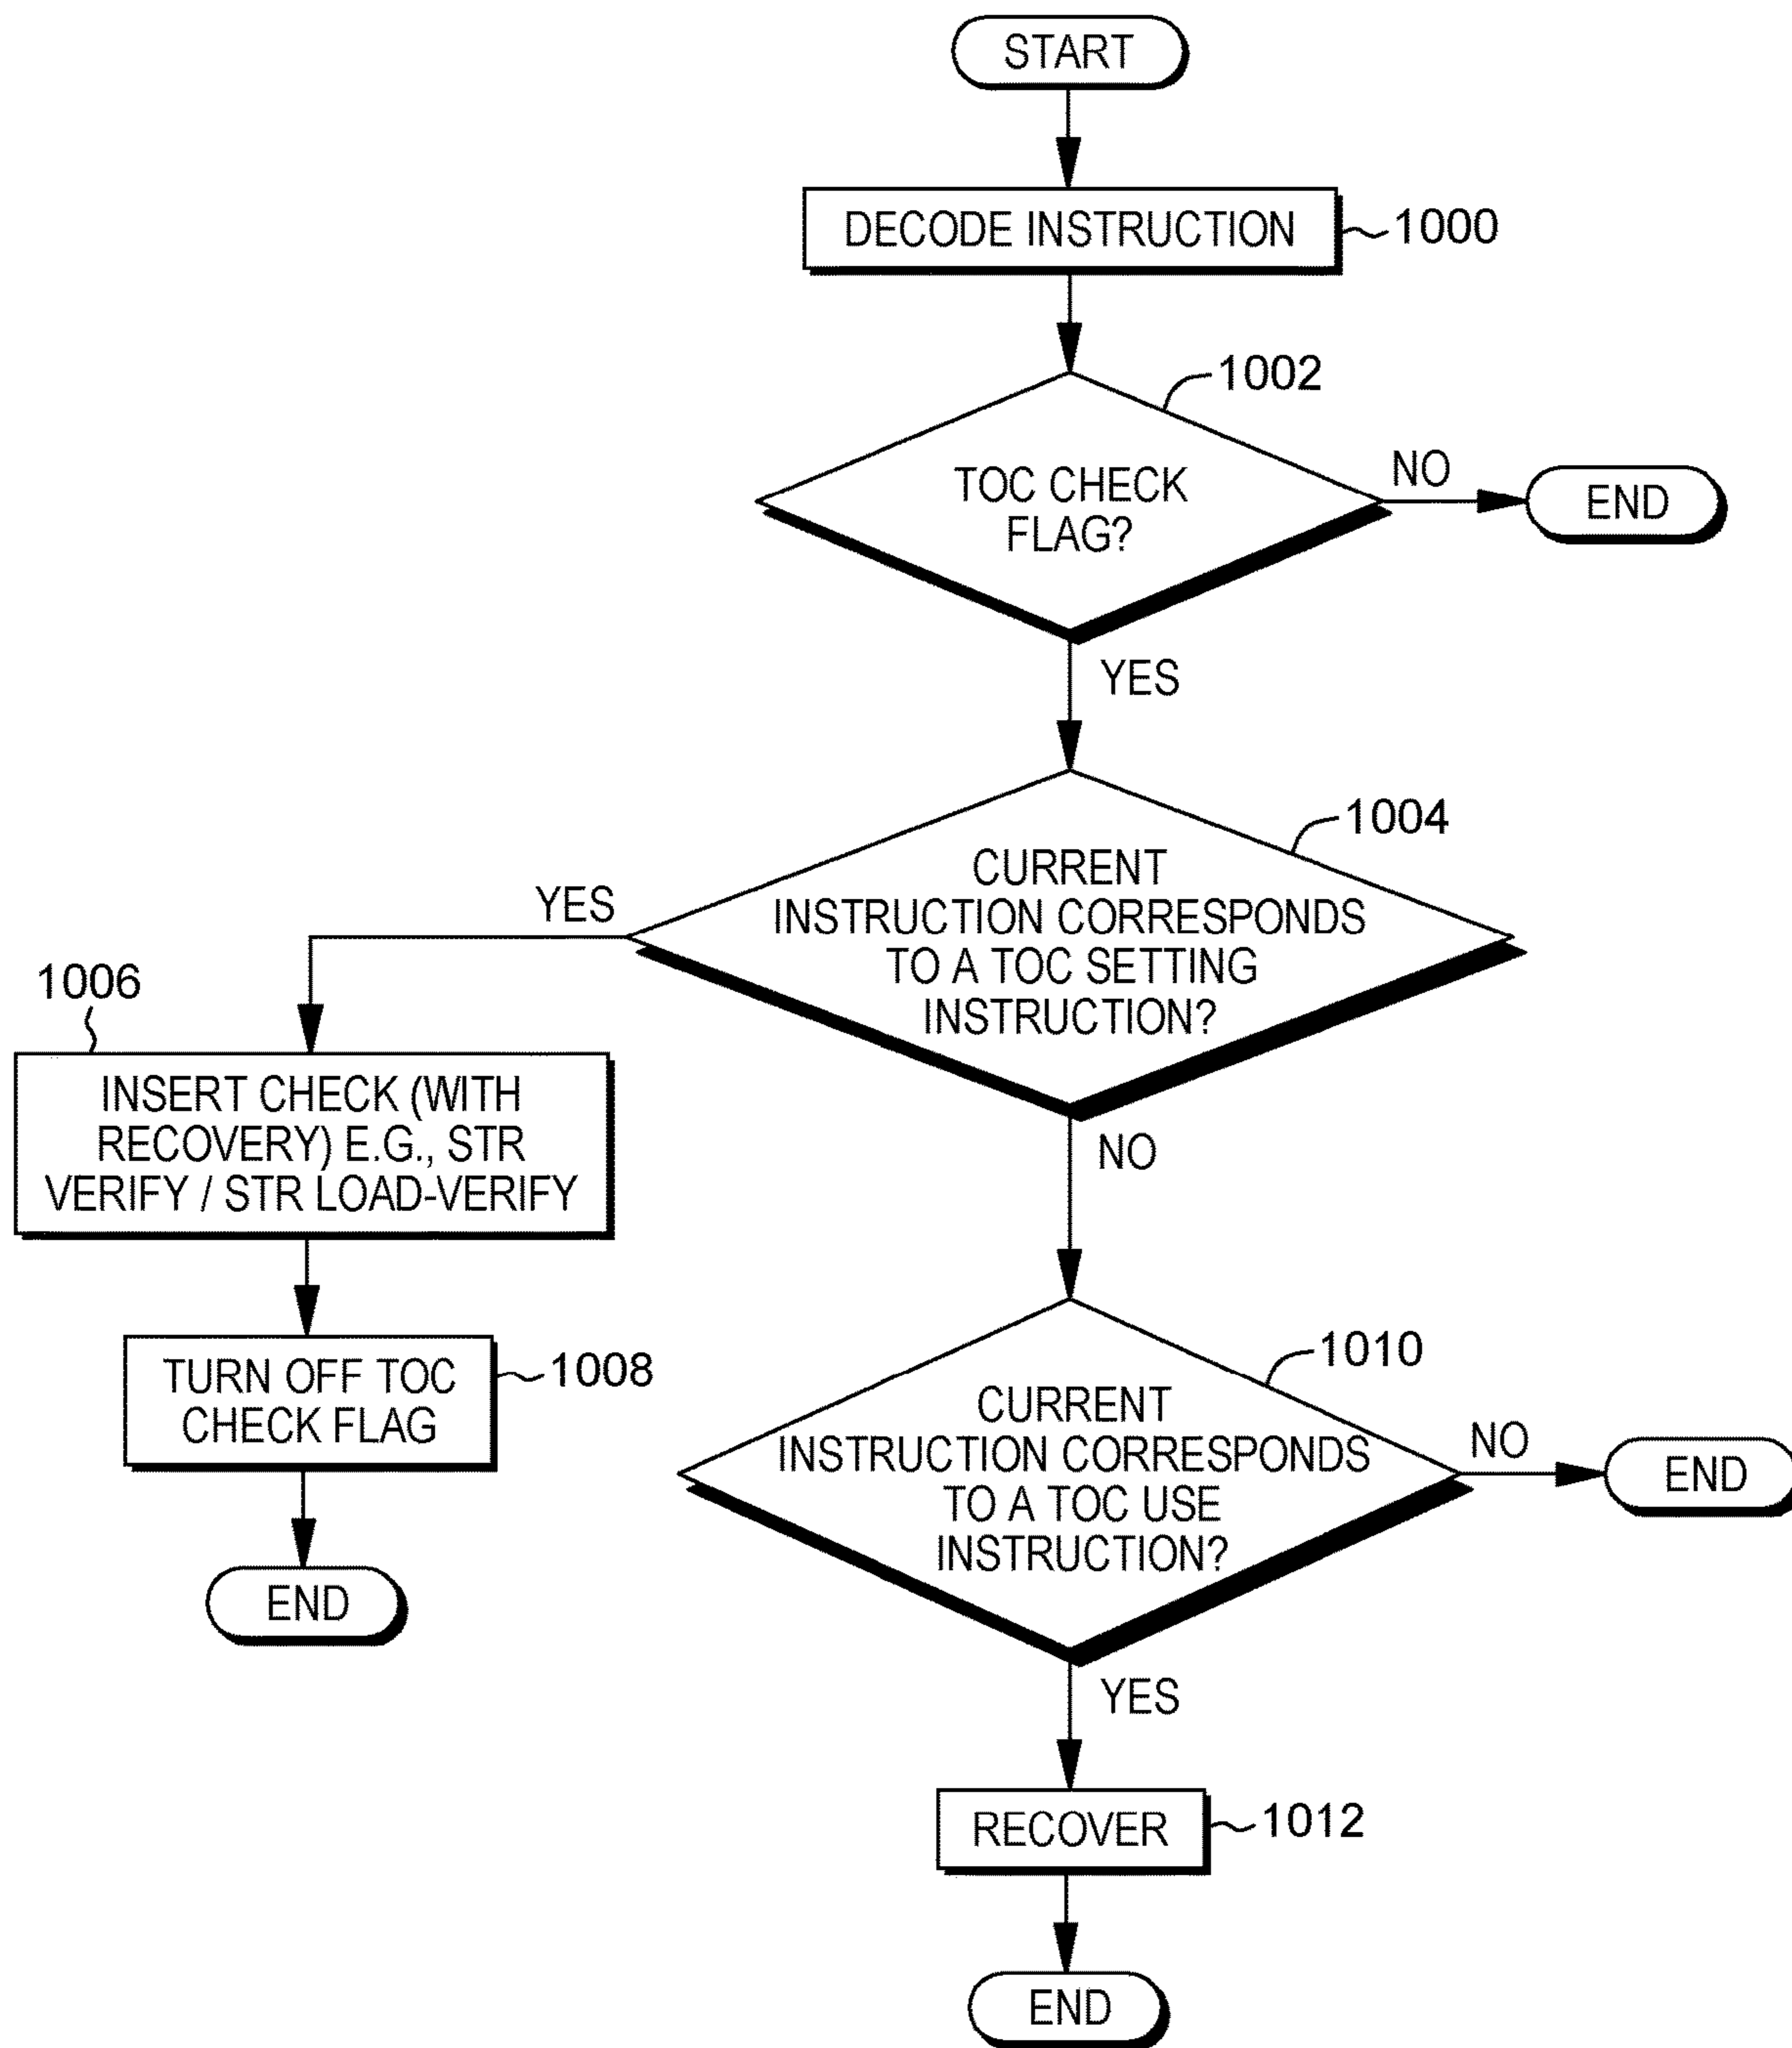 START
DECODE INSTRUCTION
1000
1002
TOC CHECK
FLAG?
NO
END
YES
1004
CURRENT
INSTRUCTION CORRESPONDS
TO A TOC SETTING
INSTRUCTION?
YES
1006
INSERT CHECK (WITH
RECOVERY) E.G., STR
VERIFY / STR LOAD-VERIFY
TURN OFF TOC
CHECK FLAG
1008
END
NO
1010
CURRENT
INSTRUCTION CORRESPONDS
TO A TOC USE
INSTRUCTION?
NO
END
YES
RECOVER
1012
END